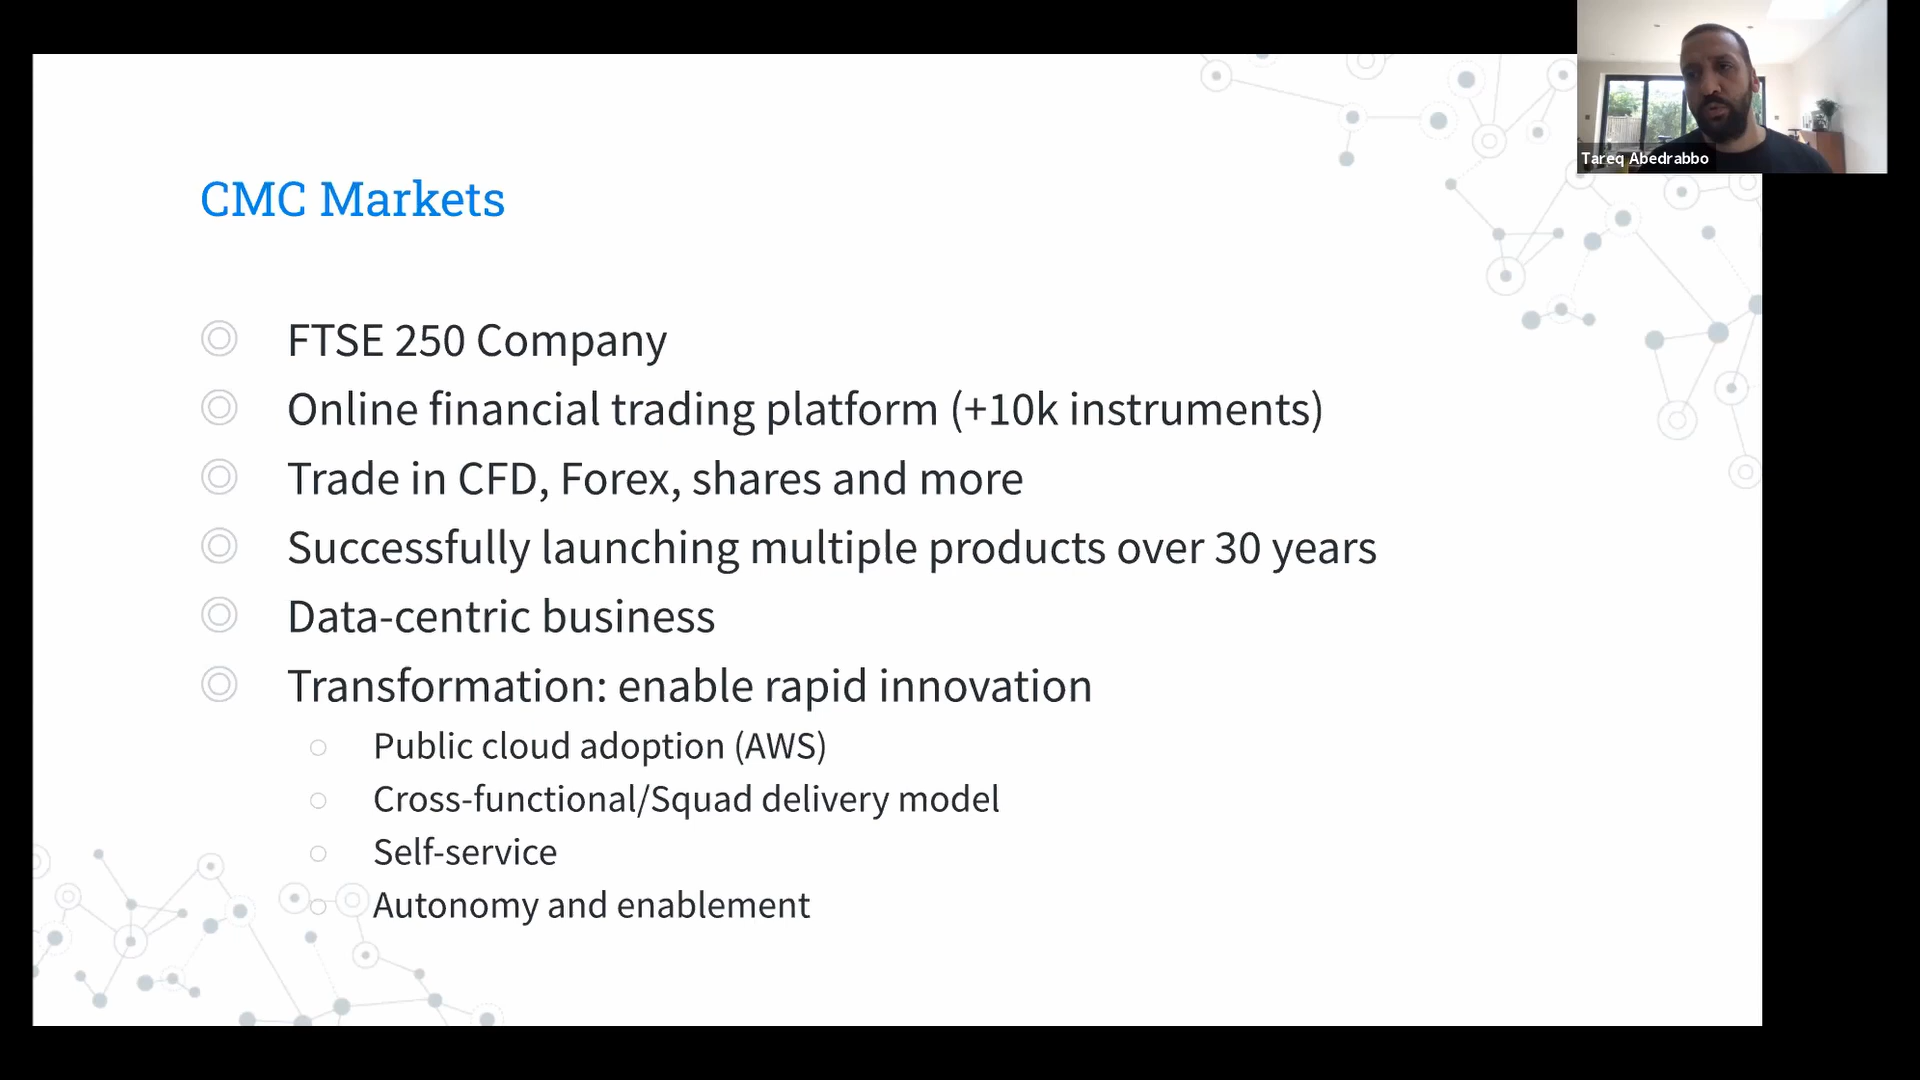 CMC Markets
FTSE 250 Company
Online financial trading platform (+10k instruments)
Trade in CFD, Forex, shares and more
Successfully launching multiple products over 30 years
Data-centric business
Transformation: enable rapid innovation
Public cloud adoption (AWS)
Cross-functional/Squad delivery model
Self-service
Autonomy and enablement
Tareq Abedrabbo